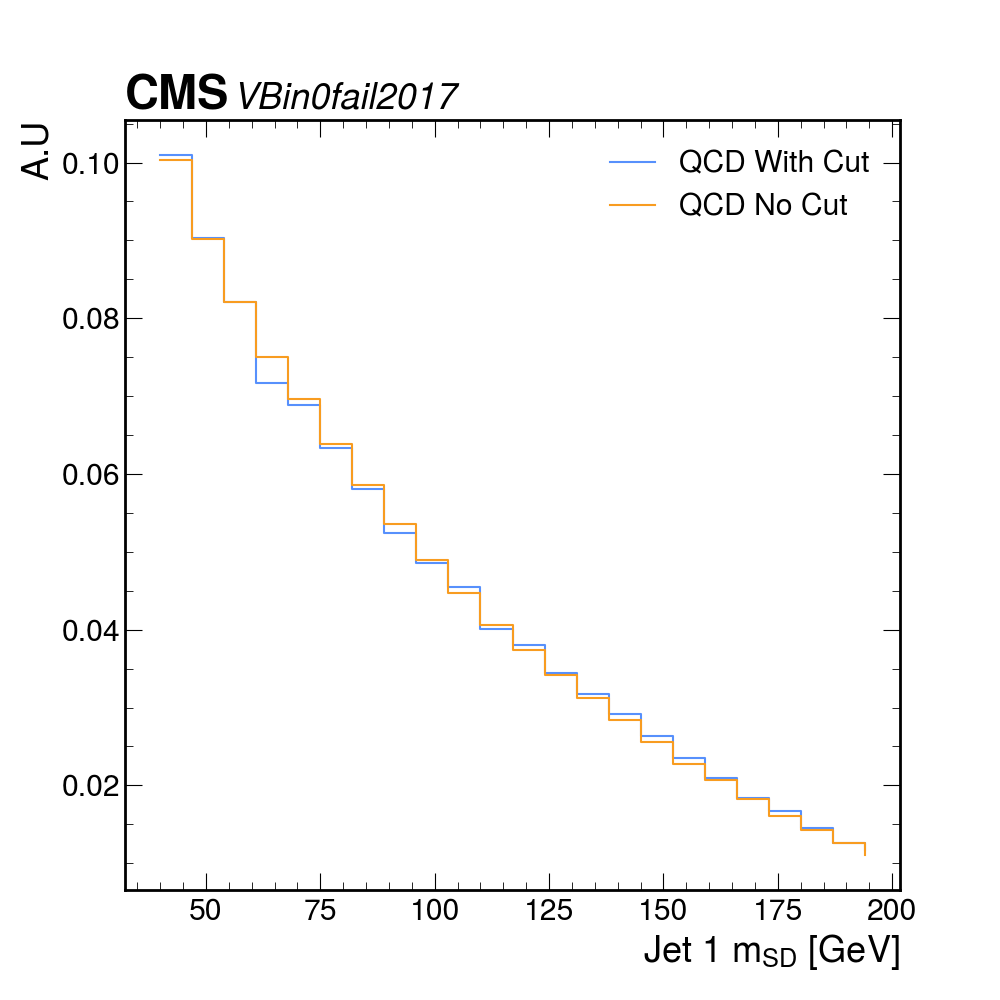 CMS VBin0fail2017
A.U
QCD With Cut
QCD No Cut
0.10
0.08
0.06
0.04
0.02
50 75 100 125 150 175 200
Jet 1 mSD [GeV]